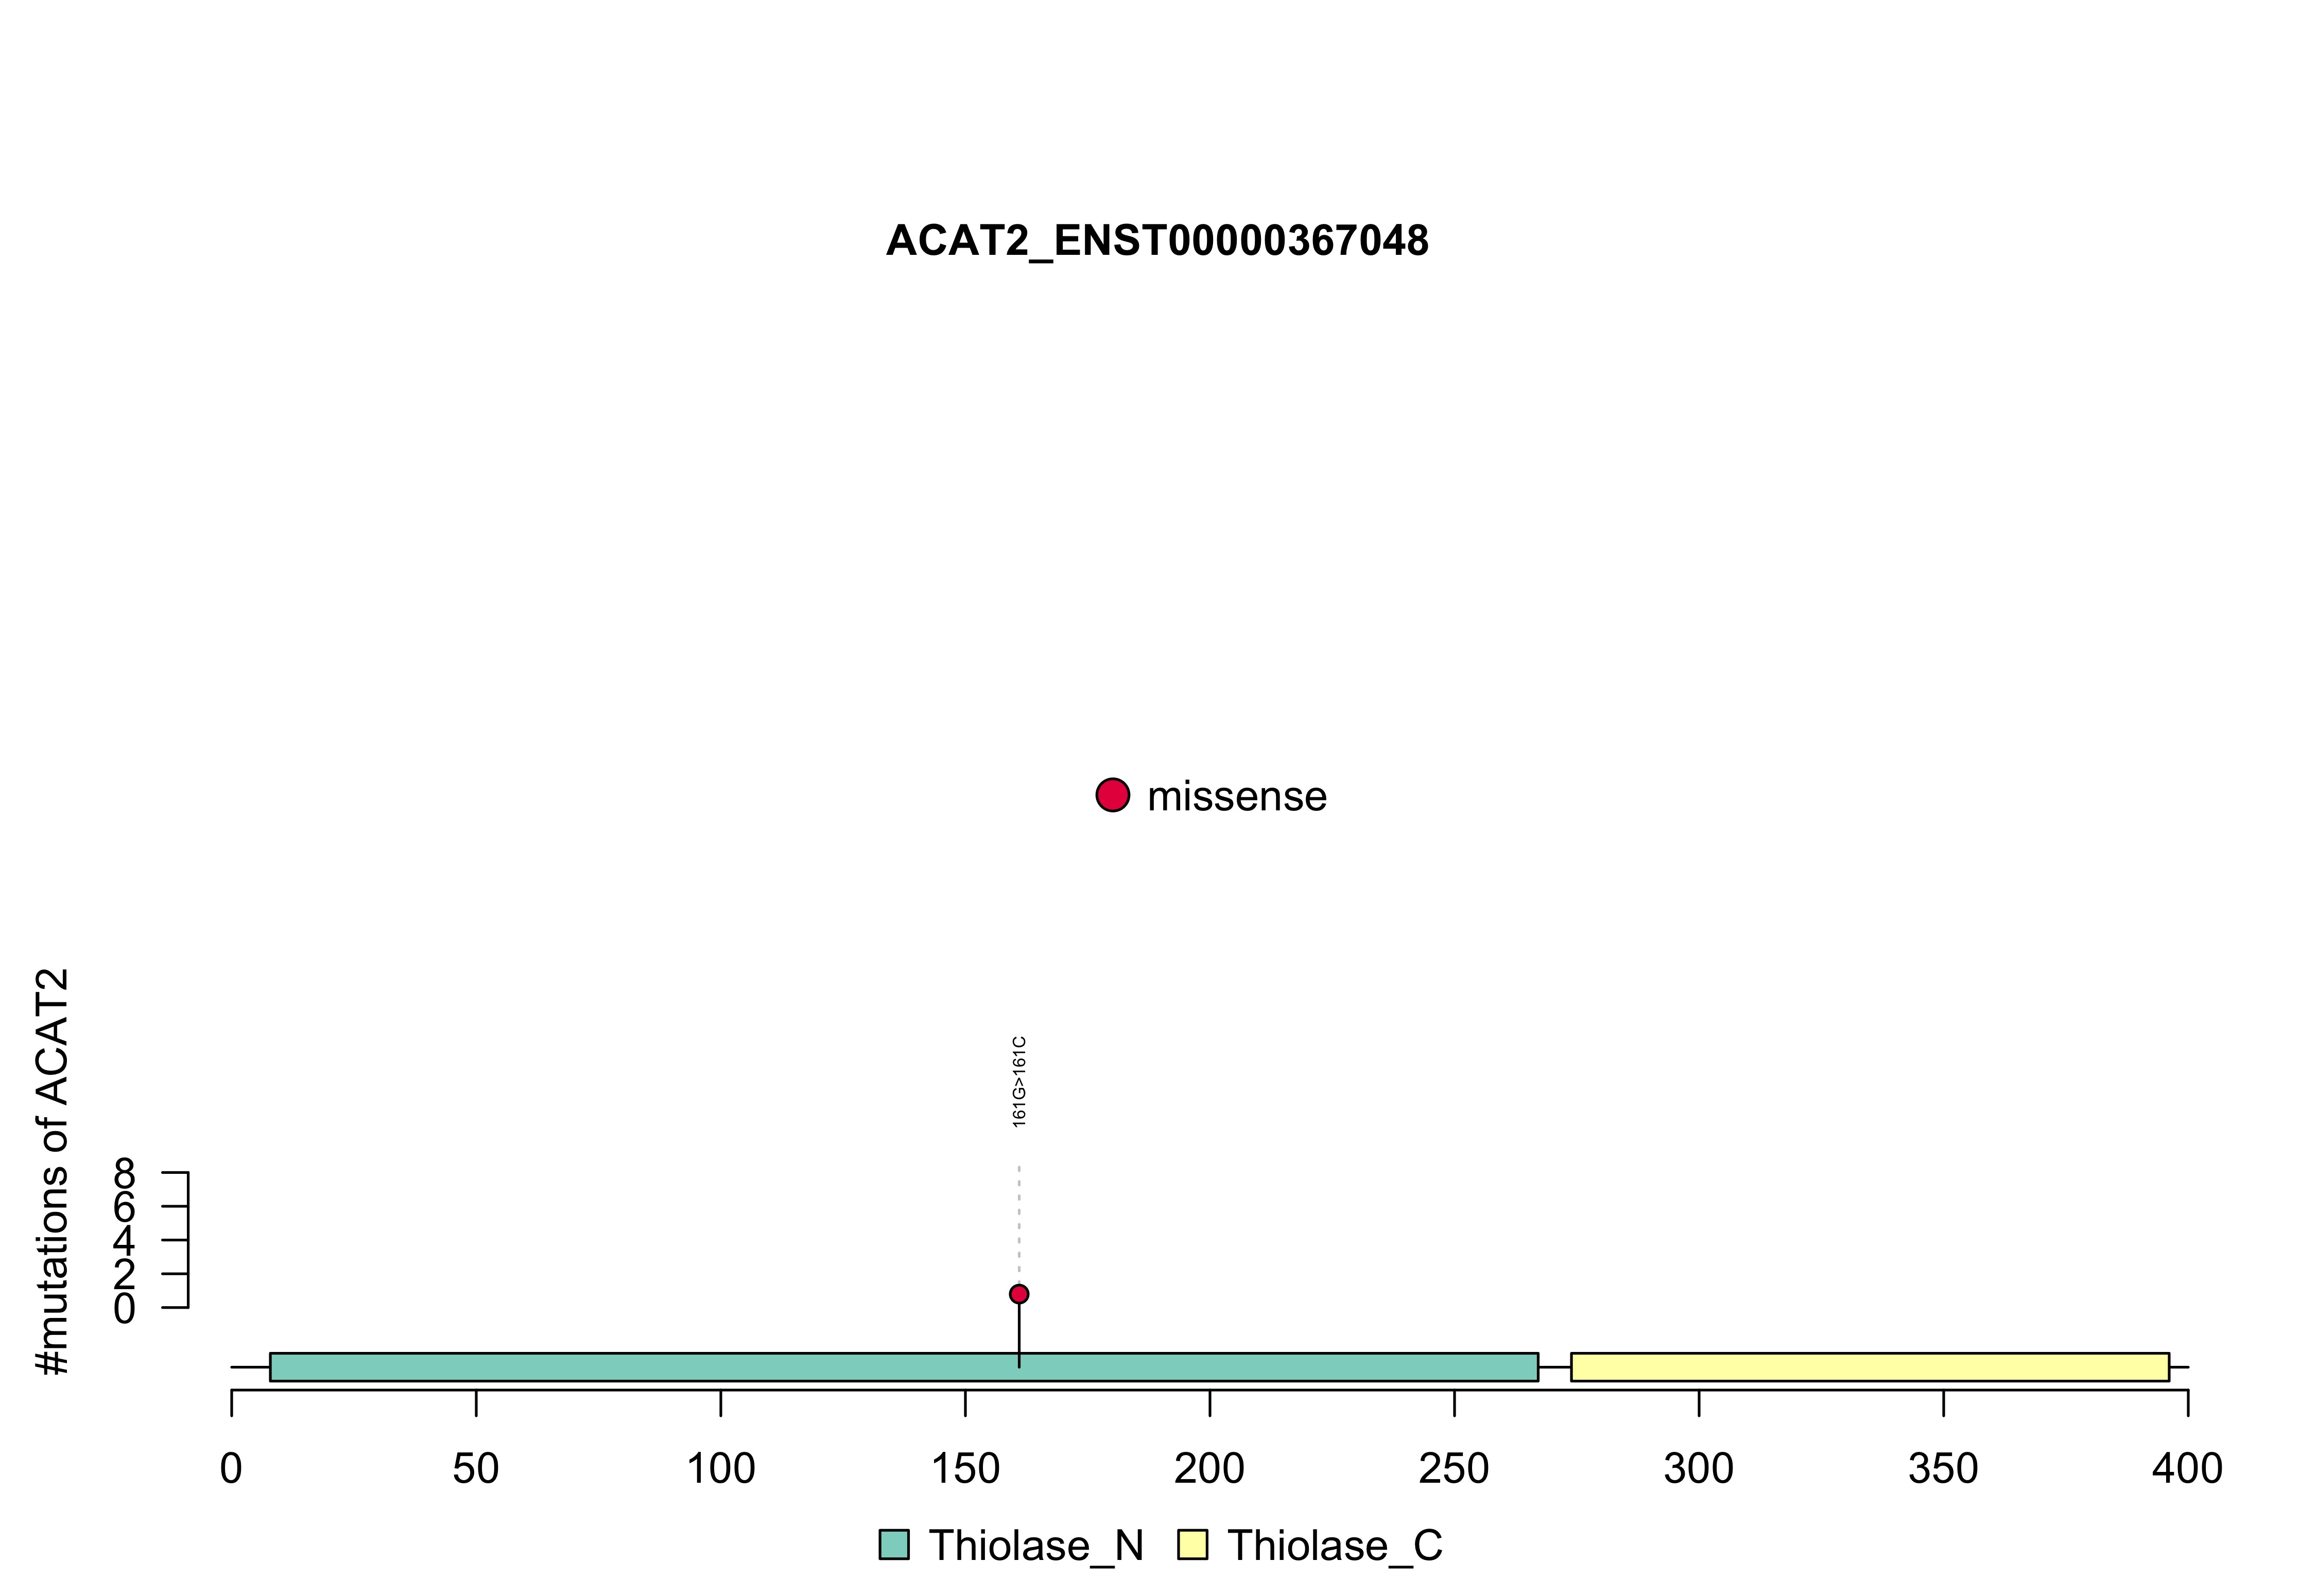 ACAT2_ENST00000367048
missense
#mutations of ACAT2
161G>161C
8
6
4
2
0
0 50 100 150 200 250 300 350 400
Thiolase_N Thiolase_C